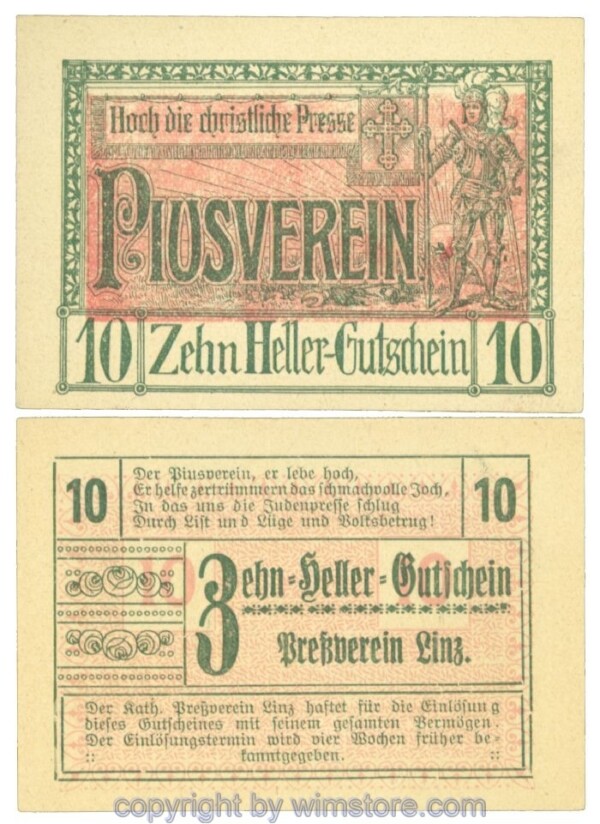 Hoch die christliche Presse
PIUSVEREIN.
10 Zehn Heller-Gutschein 10
10
Der Piusverein, er lebe hoch,
Er helfe zertrümmern das schmachvolle Joch,
In das uns die Judenpresse schlug
Durch List und Lüge und Volksbetrug!
10
10 10
Zehn-Heller-Gutschein
Preßverein Linz.
Der Kath. Preßverein Linz haftet für die Einlösung
dieses Gutscheines mit seinem gesamten Vermögen.
Der Einlösungstermin wird vier Wochen früher be-
:: kanntgegeben. ::
copyright by wimstore.com